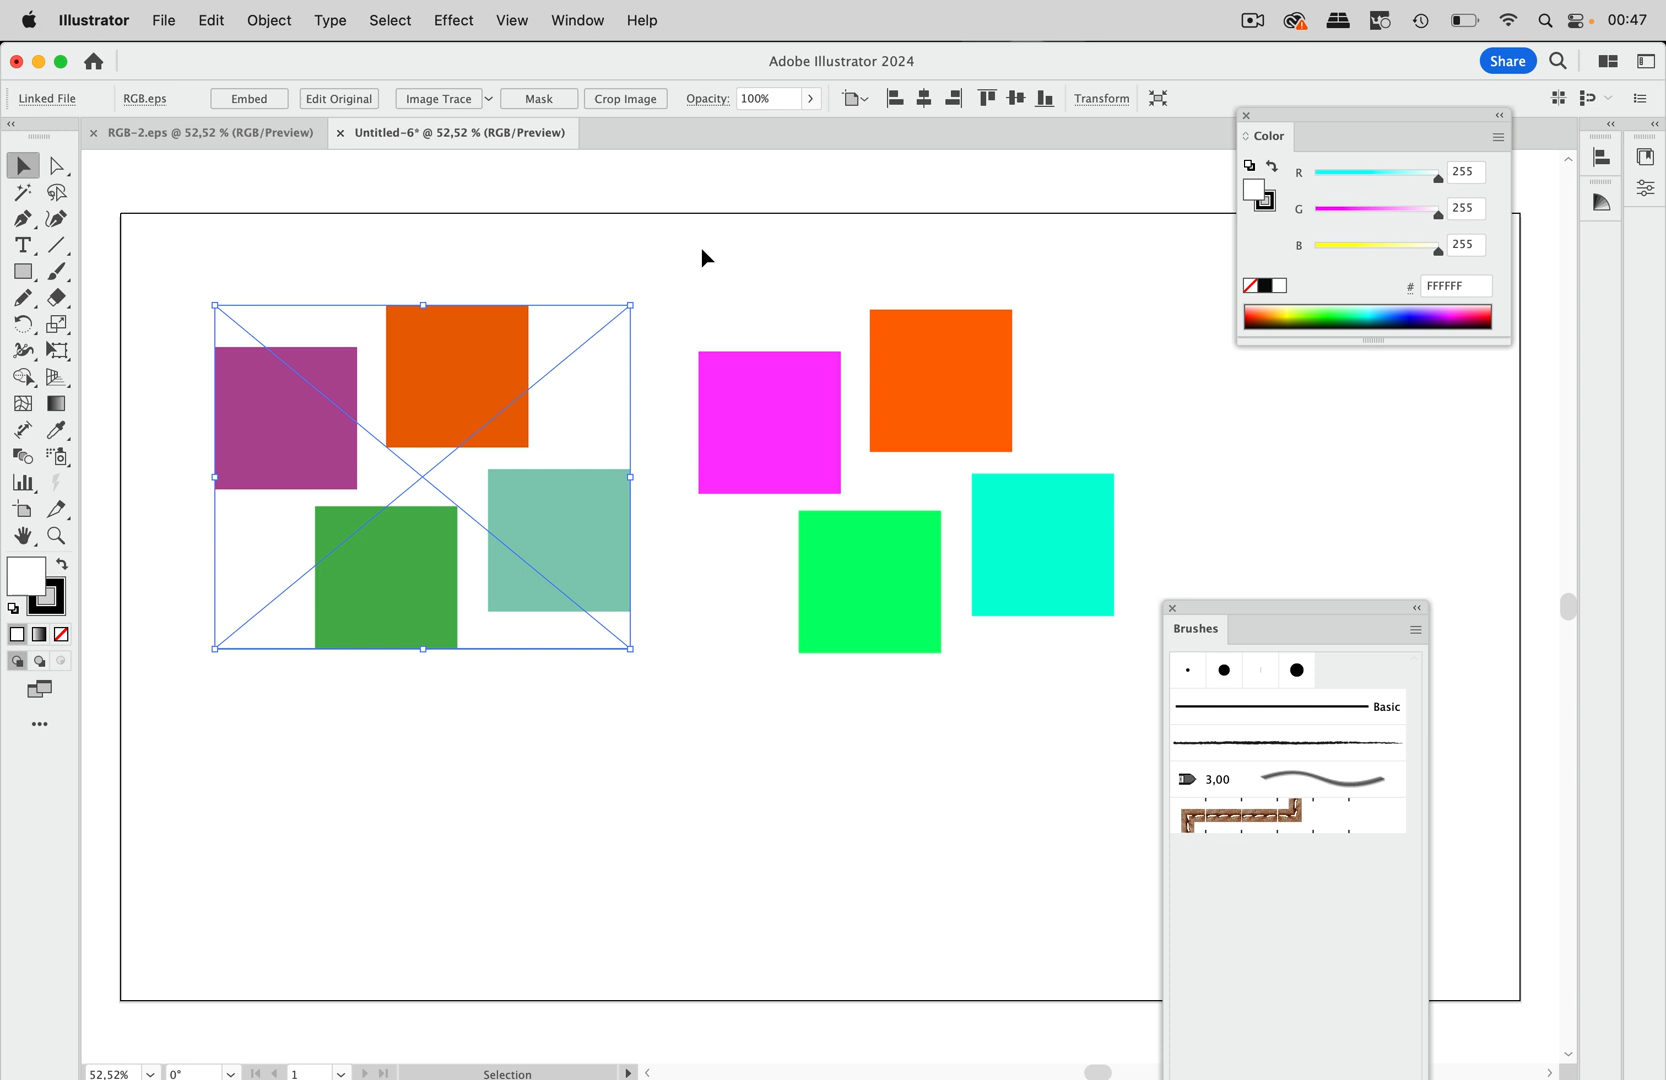 Illustrator File Edit Object Type Select Effect View Window Help 00:47
Adobe Illustrator 2024 Share
Linked File RGB.eps Embed Edit Original Image Trace Mask Crop Image Opacity: 100% Transform
RGB-2.eps @ 52,52 % (RGB/Preview) Untitled-6* @ 52,52 % (RGB/Preview)
Color
R 255
G 255
B 255
# FFFFFF
Brushes
Basic
3,00
52,52% 0° 1 Selection